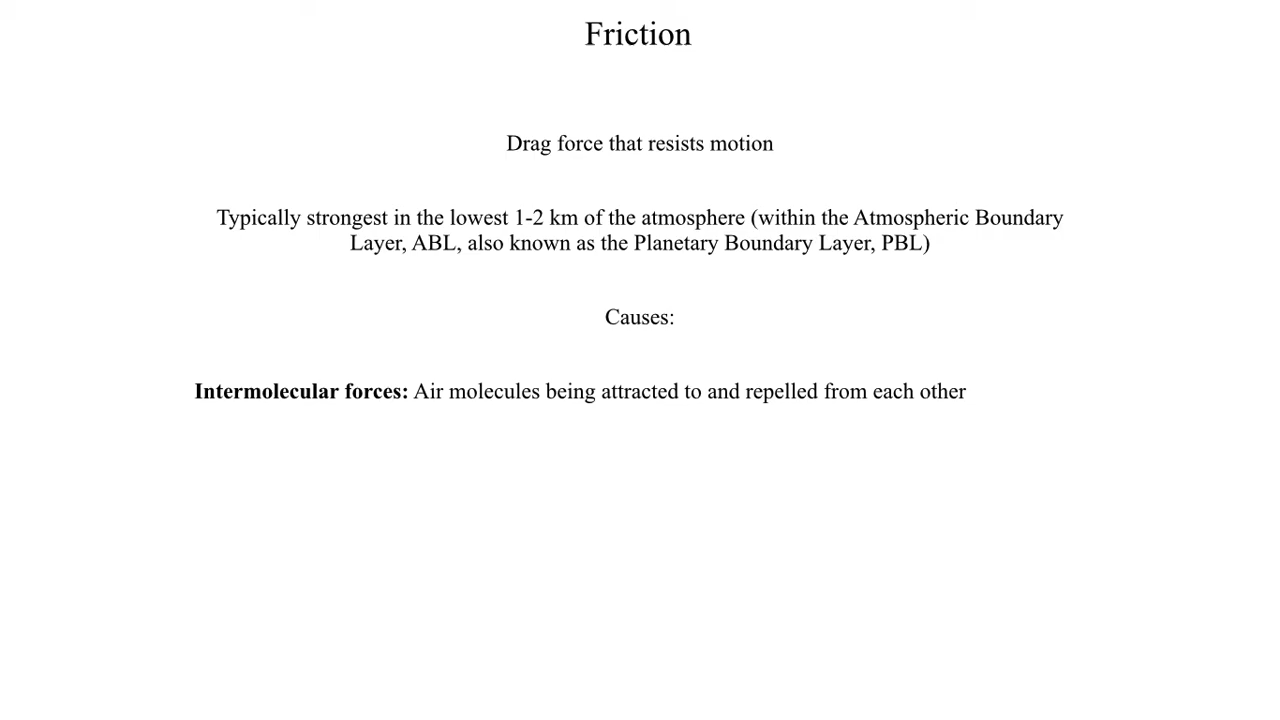 Friction
Drag force that resists motion
Typically strongest in the lowest 1-2 km of the atmosphere (within the Atmospheric Boundary
Layer, ABL, also known as the Planetary Boundary Layer, PBL)
Causes:
Intermolecular forces: Air molecules being attracted to and repelled from each other